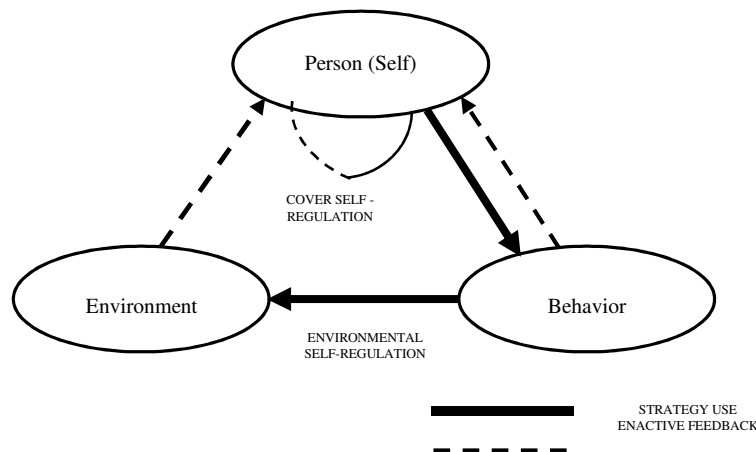 Person (Self)
COVER SELF -
REGULATION
Environment
Behavior
ENVIRONMENTAL
SELF-REGULATION
STRATEGY USE
ENACTIVE FEEDBACK